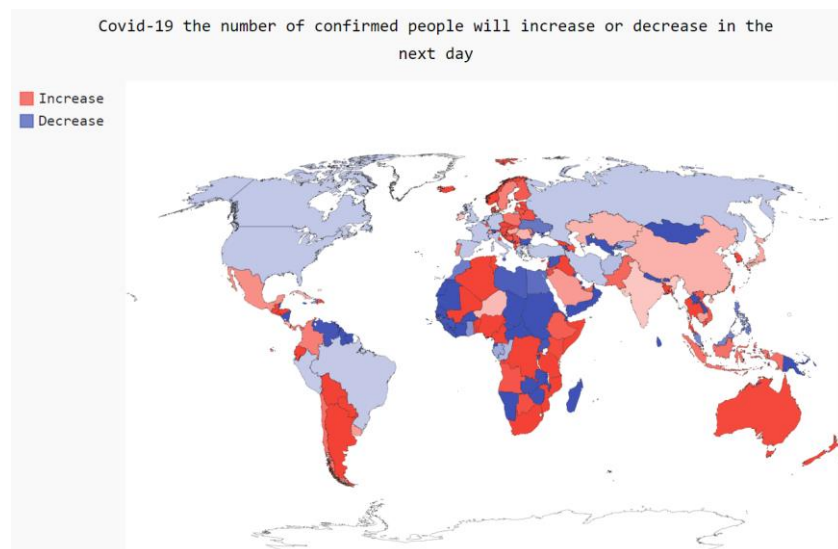 Covid-19 the number of confirmed people will increase or decrease in the
next day
Increase
Decrease